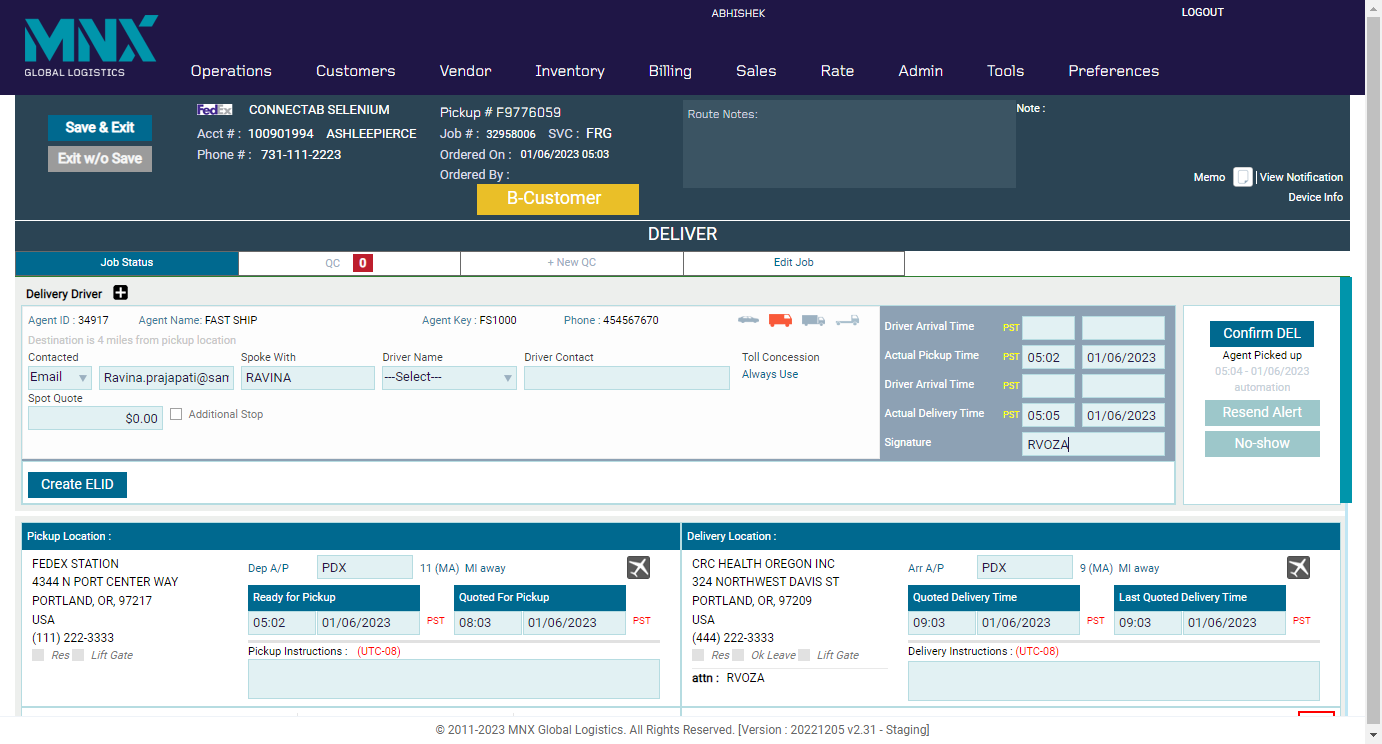 ABHISHEK
LOGOUT
MNX
GLOBAL LOGISTICS
Operations Customers Vendor Inventory Billing Sales Rate Admin Tools Preferences
Save & Exit
Exit w/o Save
FedEx CONNECTAB SELENIUM
Acct # : 100901994 ASHLEEPIERCE
Phone # : 731-111-2223
Pickup # F9776059
Job # : 32958006 SVC : FRG
Ordered On : 01/06/2023 05:03
Ordered By :
B-Customer
Route Notes:
Note :
Memo | View Notification
Device Info
DELIVER
Job Status QC 0 + New QC Edit Job
Delivery Driver
Agent ID : 34917 Agent Name: FAST SHIP Agent Key : FS1000 Phone : 454567670
Destination is 4 miles from pickup location
Contacted Spoke With Driver Name Driver Contact Toll Concession
Email Ravina.prajapati@sam RAVINA ---Select--- Always Use
Spot Quote
$0.00 Additional Stop
Driver Arrival Time PST
Actual Pickup Time PST 05:02 01/06/2023
Driver Arrival Time PST
Actual Delivery Time PST 05:05 01/06/2023
Signature RVOZA
Confirm DEL
Agent Picked up
05:04 - 01/06/2023
automation
Resend Alert
No-show
Create ELID
Pickup Location :
FEDEX STATION
4344 N PORT CENTER WAY
PORTLAND, OR, 97217
USA
(111) 222-3333
Res Lift Gate
Dep A/P PDX 11 (MA) MI away
Ready for Pickup Quoted For Pickup
05:02 01/06/2023 PST 08:03 01/06/2023 PST
Pickup Instructions : (UTC-08)
Delivery Location :
CRC HEALTH OREGON INC
324 NORTHWEST DAVIS ST
PORTLAND, OR, 97209
USA
(444) 222-3333
Res Ok Leave Lift Gate
attn : RVOZA
Arr A/P PDX 9 (MA) MI away
Quoted Delivery Time Last Quoted Delivery Time
09:03 01/06/2023 PST 09:03 01/06/2023 PST
Delivery Instructions : (UTC-08)
© 2011-2023 MNX Global Logistics. All Rights Reserved. [Version : 20221205 v2.31 - Staging]